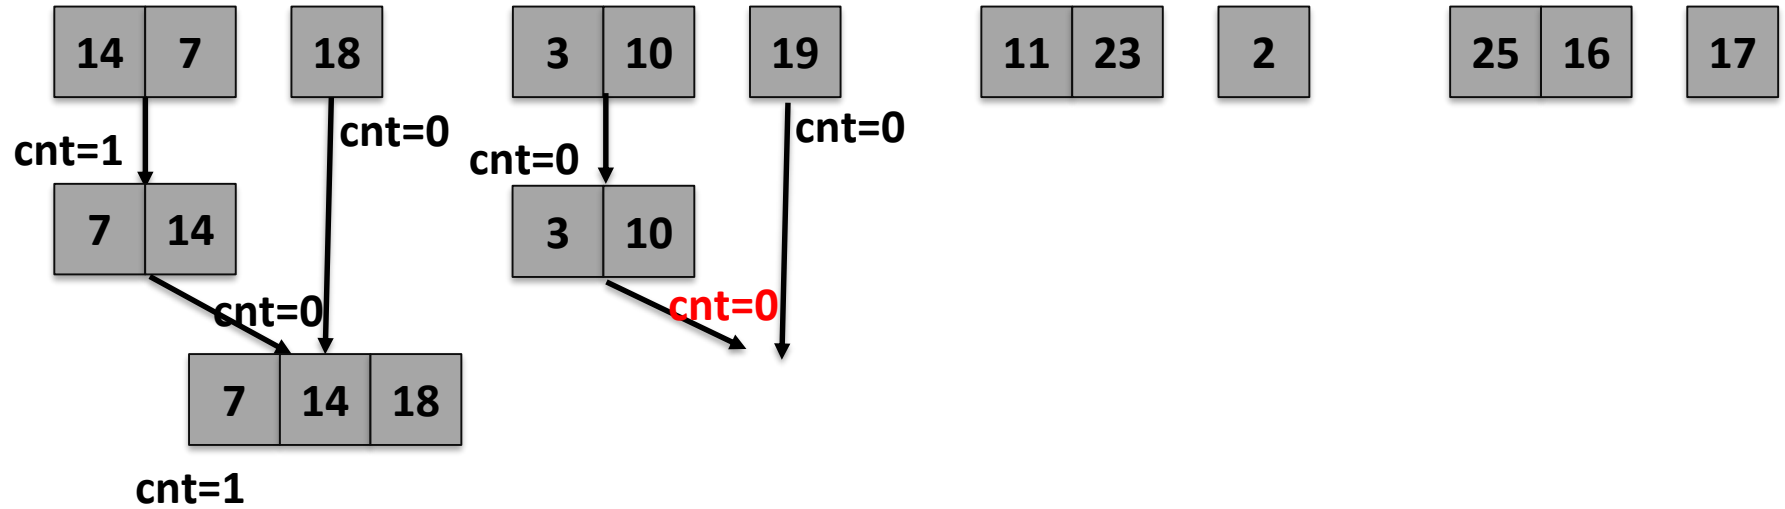 14 7 18 3 10 19 11 23 2 25 16 17
cnt=0 cnt=0
cnt=1 cnt=0
7 14 3 10
cnt=0 cnt=0
7 14 18
cnt=1